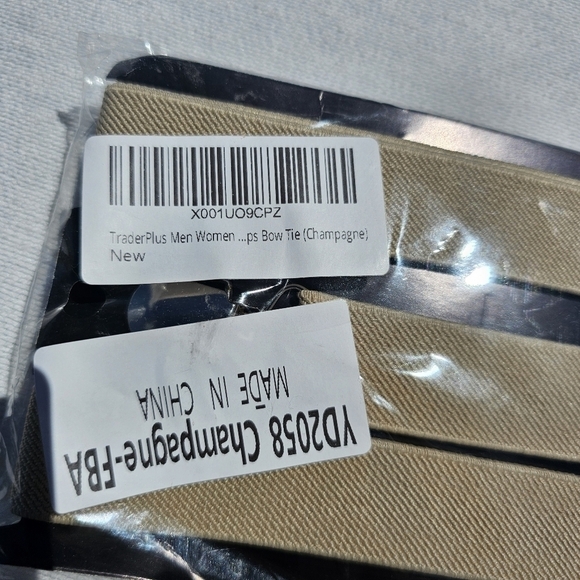 X001UO9CPZ
TraderPlus Men Women ...ps Bow Tie (Champagne)
New
YD2058 Champagne-FBA
MADE IN CHINA